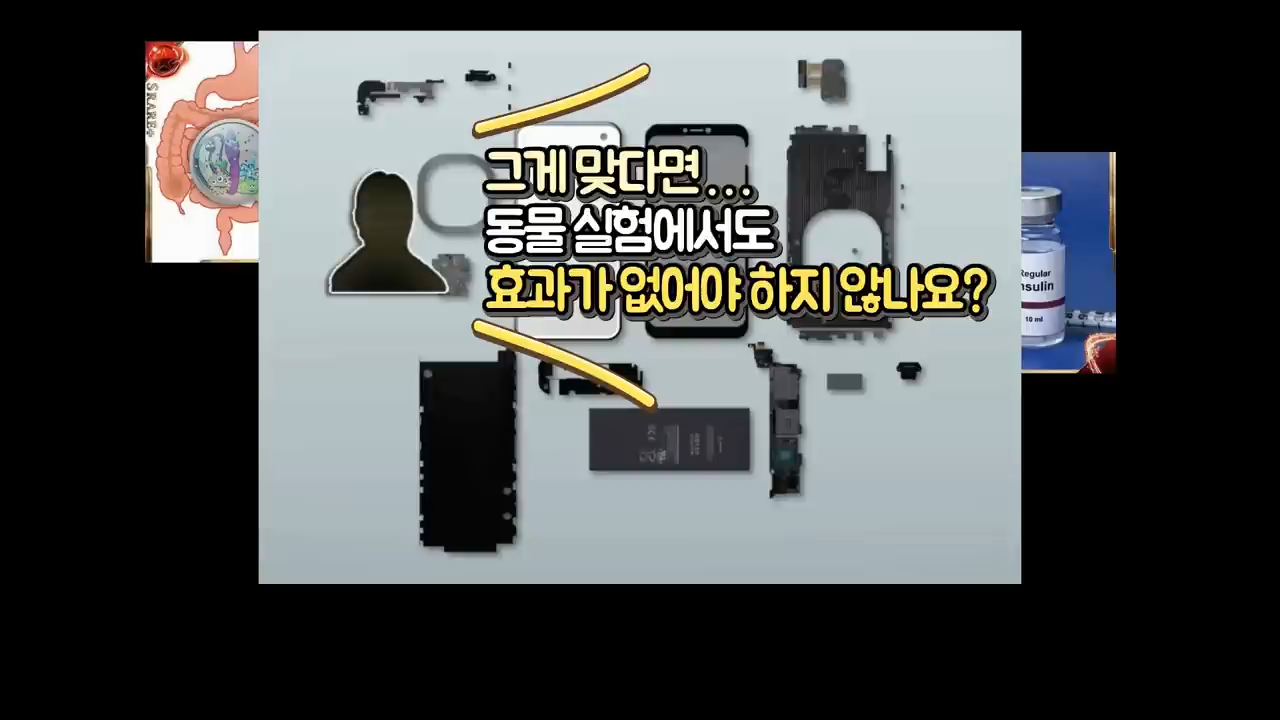 SRARE+
그게 맞다면...
동물 실험에서도
효과가 없어야 하지 않나요?
Regular
nsulin
10 ml